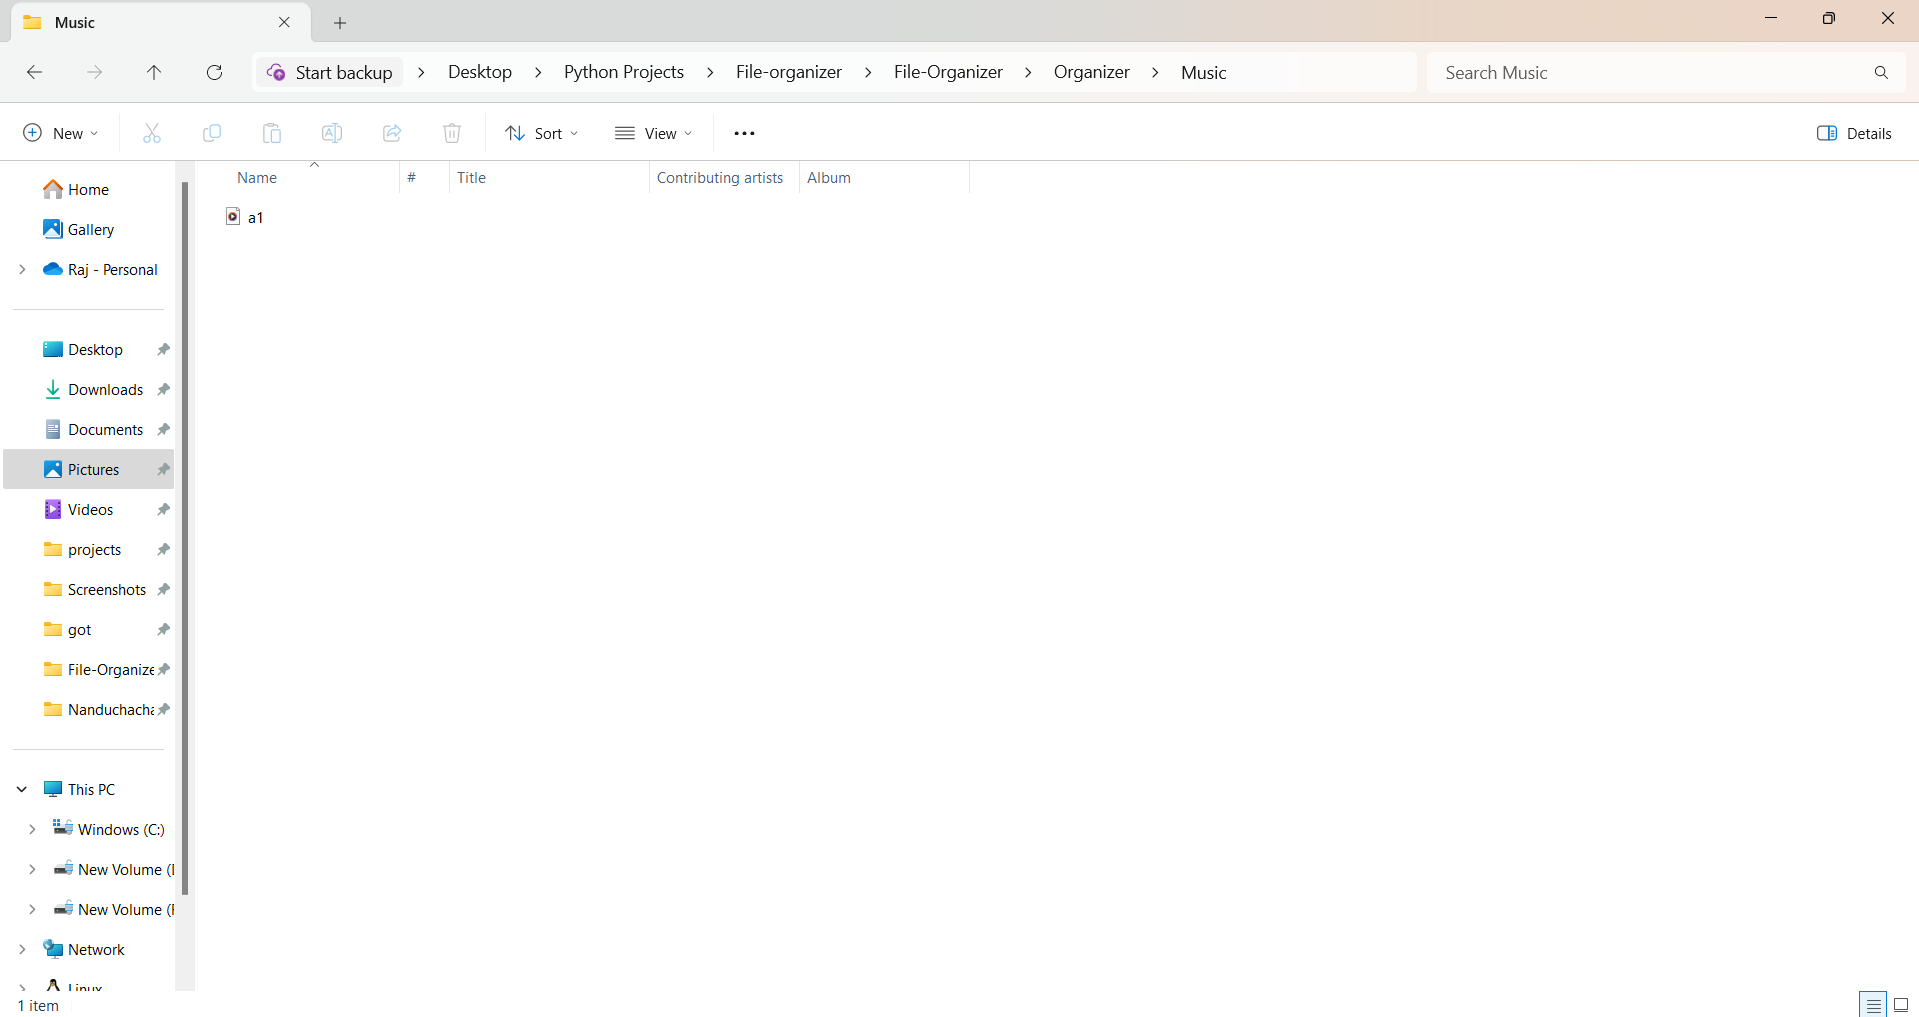 Music
Start backup > Desktop > Python Projects > File-organizer > File-Organizer > Organizer > Music
Search Music
New
Sort
View
Details
Name # Title Contributing artists Album
a1
Home
Gallery
Raj - Personal
Desktop
Downloads
Documents
Pictures
Videos
projects
Screenshots
got
File-Organize
Nanduchacha
This PC
Windows (C:)
New Volume (
New Volume (
Network
Linux
1 item